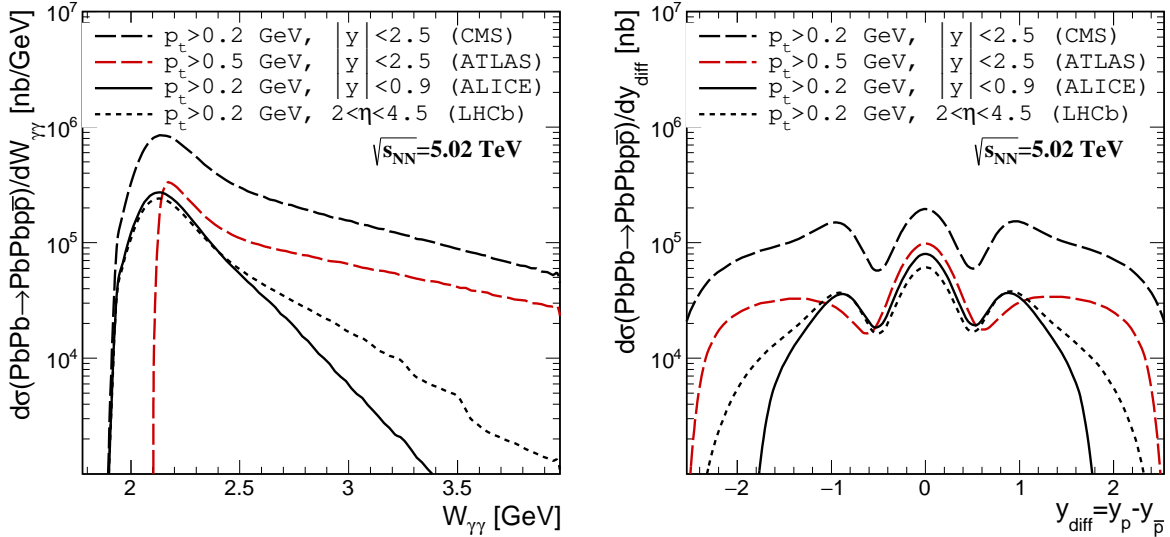 dσ(PbPb→PbPbpp̅)/dW_γγ [nb/GeV]
10^7
10^6
10^5
10^4
p_t>0.2 GeV, |y|<2.5 (CMS)
p_t>0.5 GeV, |y|<2.5 (ATLAS)
p_t>0.2 GeV, |y|<0.9 (ALICE)
p_t>0.2 GeV, 2<η<4.5 (LHCb)
√s_NN=5.02 TeV
2 2.5 3 3.5
W_γγ [GeV]
dσ(PbPb→PbPbpp̅)/dy_diff [nb]
10^7
10^6
10^5
10^4
p_t>0.2 GeV, |y|<2.5 (CMS)
p_t>0.5 GeV, |y|<2.5 (ATLAS)
p_t>0.2 GeV, |y|<0.9 (ALICE)
p_t>0.2 GeV, 2<η<4.5 (LHCb)
√s_NN=5.02 TeV
−2 −1 0 1 2
y_diff=y_p-y_p̅